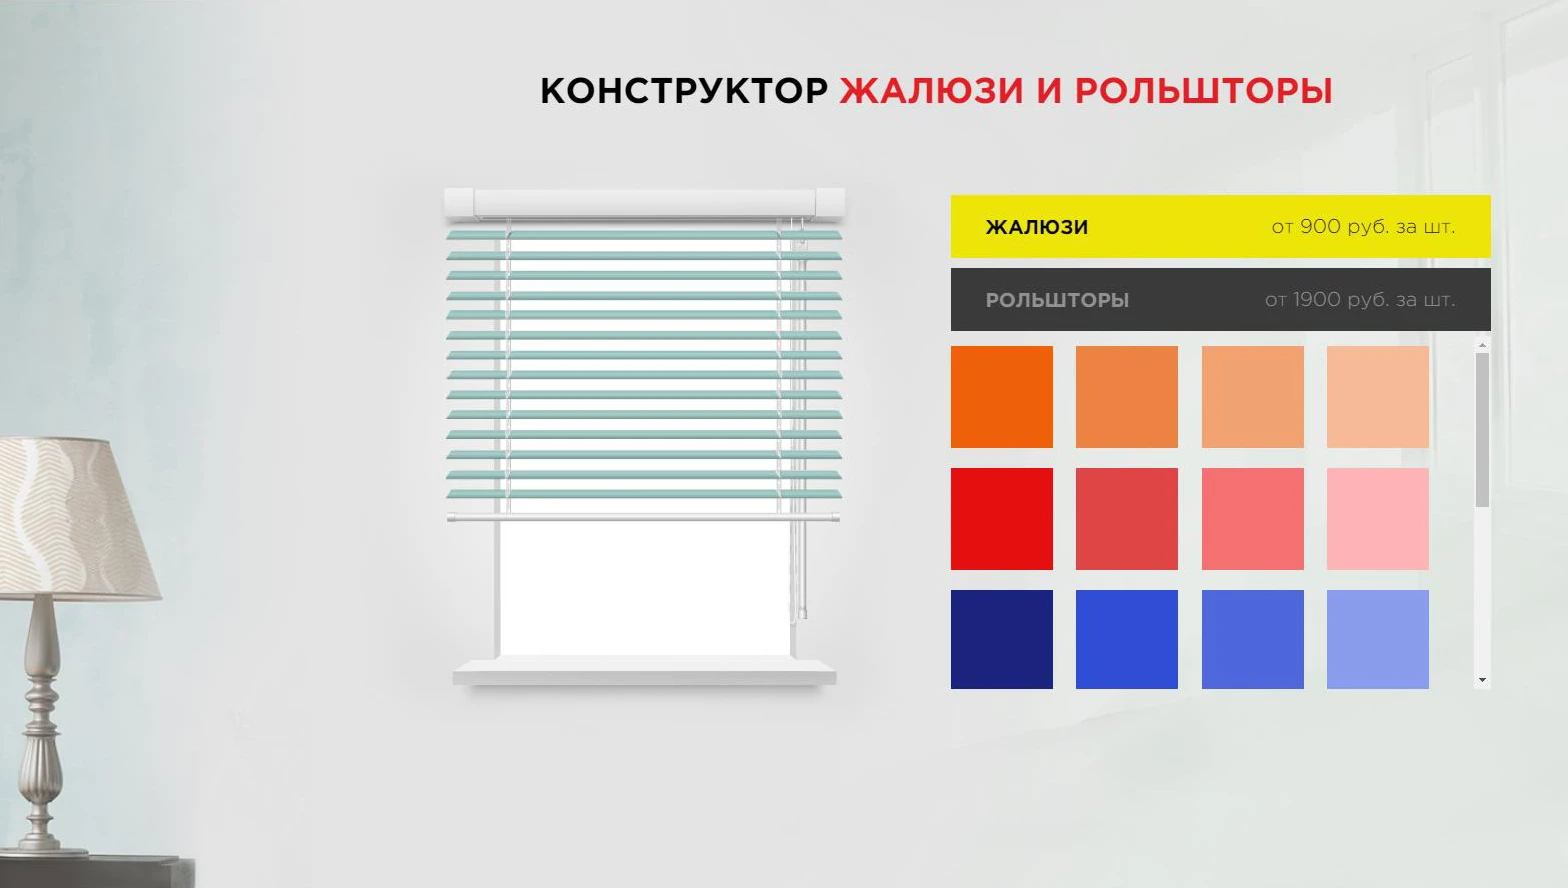 КОНСТРУКТОР ЖАЛЮЗИ И РОЛЬШТОРЫ
ЖАЛЮЗИ от 900 руб. за шт.
РОЛЬШТОРЫ от 1900 руб. за шт.